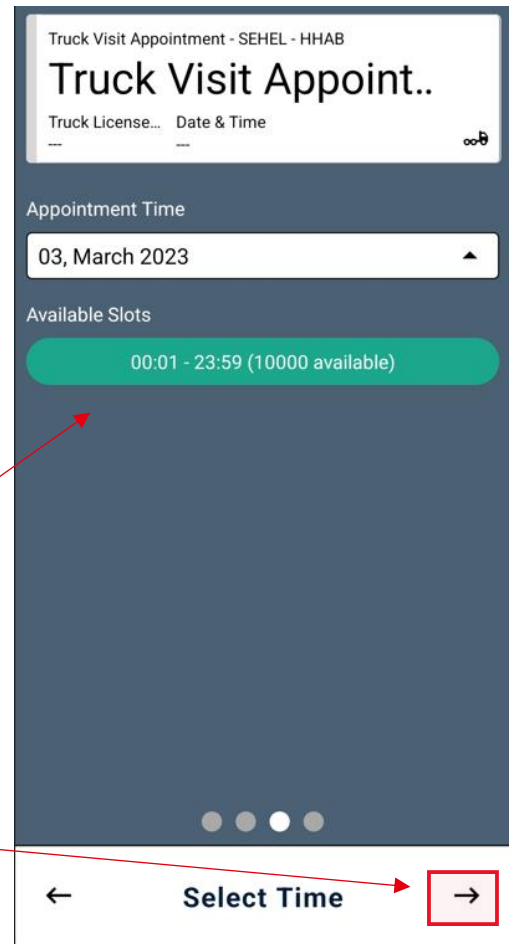 Truck Visit Appointment - SEHEL - HHAB
Truck Visit Appoint..
Truck License... Date & Time
--- ---
Appointment Time
03, March 2023
Available Slots
00:01 - 23:59 (10000 available)
Select Time